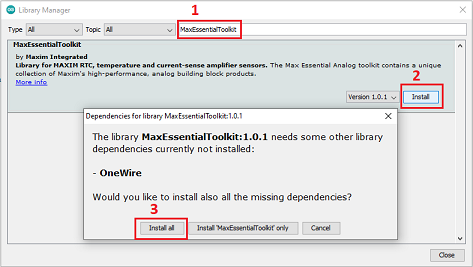 Library Manager
1
Type All Topic All MaxEssentialToolkit
MaxEssentialToolkit
by Maxim Integrated
Library for MAXIM RTC, temperature and current-sense amplifier sensors. The Max Essential Analog toolkit contains a unique
collection of Maxim's high-performance, analog building block products.
More info
2
Version 1.0.1 Install
Dependencies for library MaxEssentialToolkit:1.0.1
The library MaxEssentialToolkit:1.0.1 needs some other library
dependencies currently not installed:
- OneWire
Would you like to install also all the missing dependencies?
3
Install all Install 'MaxEssentialToolkit' only Cancel
Close